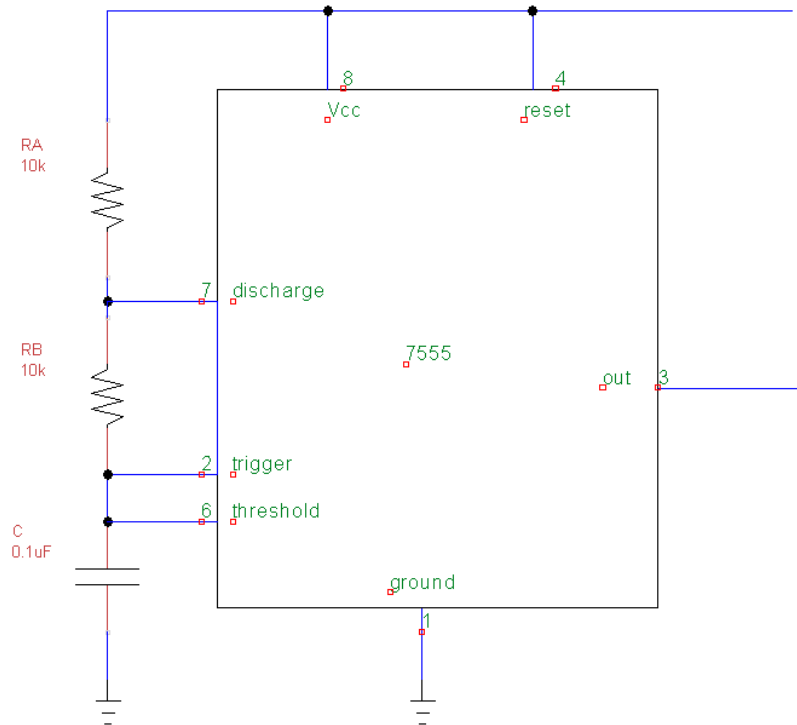 8
4
Vcc
reset
RA
10k
7
discharge
RB
10k
7555
out
3
2
trigger
6
threshold
C
0.1uF
ground
1